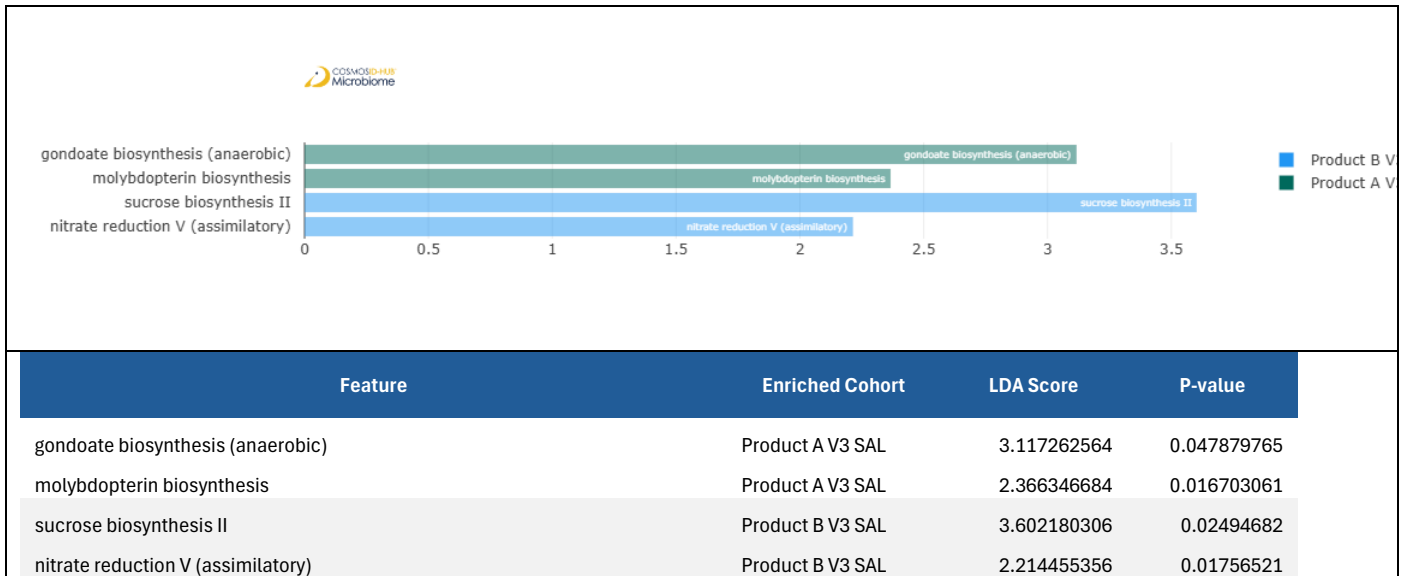 COSMOSID-HUB
Microbiome
gondoate biosynthesis (anaerobic) gondoate biosynthesis (anaerobic)
molybdopterin biosynthesis molybdopterin biosynthesis
sucrose biosynthesis II sucrose biosynthesis II
nitrate reduction V (assimilatory) nitrate reduction V (assimilatory)
0 0.5 1 1.5 2 2.5 3 3.5
Product B V
Product A V
Feature Enriched Cohort LDA Score P-value
gondoate biosynthesis (anaerobic) Product A V3 SAL 3.117262564 0.047879765
molybdopterin biosynthesis Product A V3 SAL 2.366346684 0.016703061
sucrose biosynthesis II Product B V3 SAL 3.602180306 0.02494682
nitrate reduction V (assimilatory) Product B V3 SAL 2.214455356 0.01756521